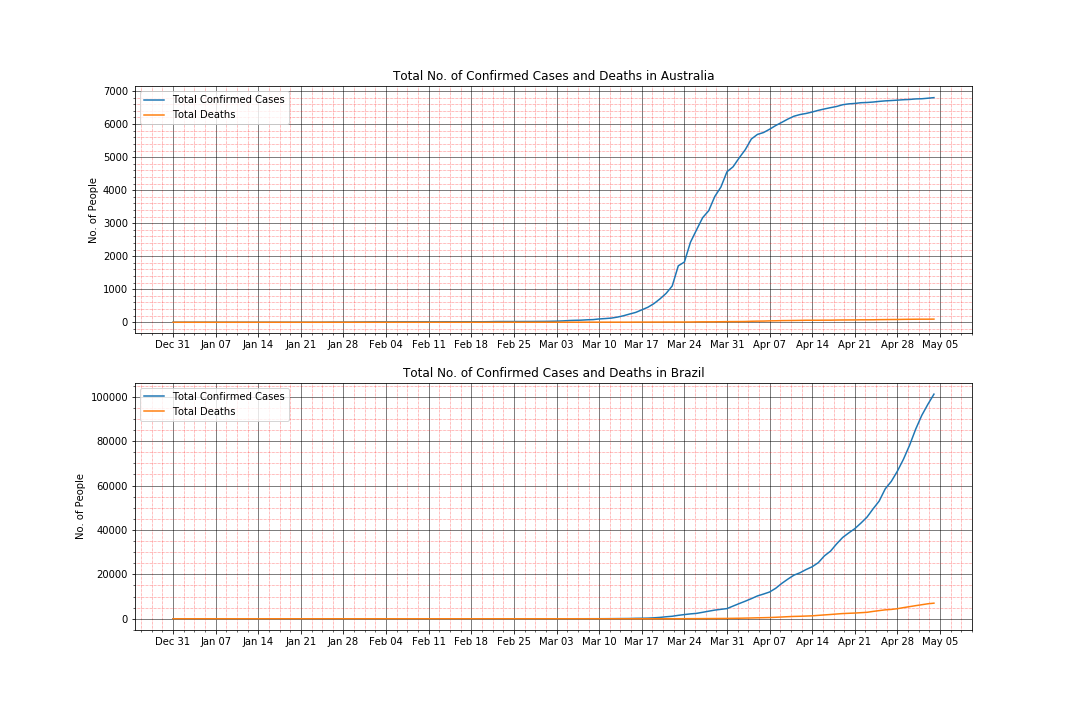 Total No. of Confirmed Cases and Deaths in Australia
7000
6000
5000
4000
3000
2000
1000
0
No. of People
Total Confirmed Cases
Total Deaths
Dec 31 Jan 07 Jan 14 Jan 21 Jan 28 Feb 04 Feb 11 Feb 18 Feb 25 Mar 03 Mar 10 Mar 17 Mar 24 Mar 31 Apr 07 Apr 14 Apr 21 Apr 28 May 05
Total No. of Confirmed Cases and Deaths in Brazil
100000
80000
60000
40000
20000
0
No. of People
Total Confirmed Cases
Total Deaths
Dec 31 Jan 07 Jan 14 Jan 21 Jan 28 Feb 04 Feb 11 Feb 18 Feb 25 Mar 03 Mar 10 Mar 17 Mar 24 Mar 31 Apr 07 Apr 14 Apr 21 Apr 28 May 05